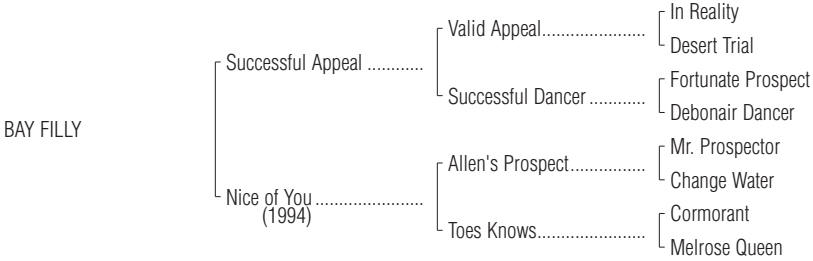 In Reality
Valid Appeal......................
Desert Trial
Successful Appeal ............
Fortunate Prospect
Successful Dancer ............
Debonair Dancer
BAY FILLY
Mr. Prospector
Allen's Prospect................
Change Water
Nice of You.......................
(1994)
Cormorant
Toes Knows.......................
Melrose Queen